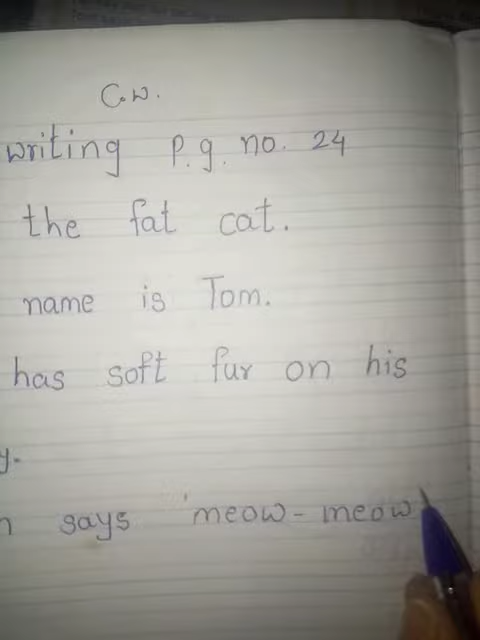 C.W.
writing P.g. no. 24
the fat cat.
name is Tom.
has soft fur on his
y.
says 'meow-meow